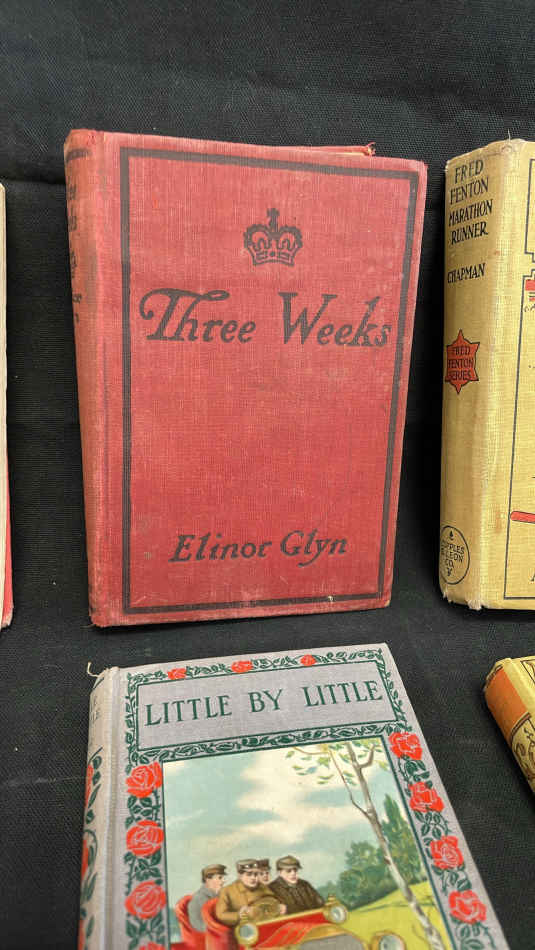 Three Weeks
Elinor Glyn
FRED
FENTON
MARATHON
RUNNER
CHAPMAN
FRED
FENTON
SERIES
CUPPLES
& LEON
CO.
LITTLE BY LITTLE